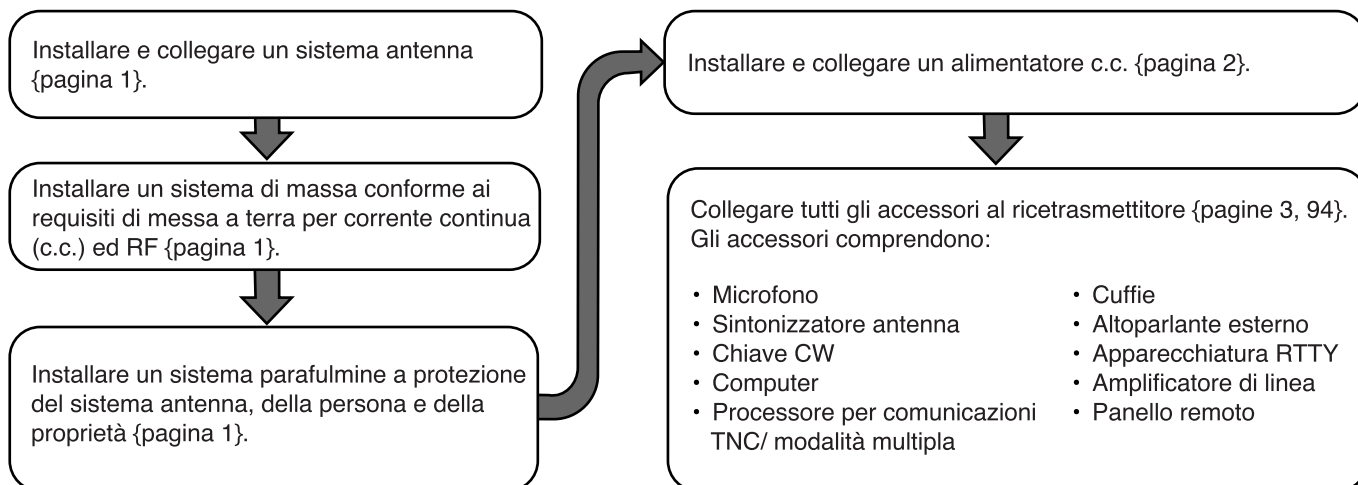 Installare e collegare un sistema antenna
{pagina 1}.
Installare un sistema di massa conforme ai
requisiti di messa a terra per corrente continua
(c.c.) ed RF {pagina 1}.
Installare un sistema parafulmine a protezione
del sistema antenna, della persona e della
proprietà {pagina 1}.
Installare e collegare un alimentatore c.c. {pagina 2}.
Collegare tutti gli accessori al ricetrasmettitore {pagine 3, 94}.
Gli accessori comprendono:
• Microfono
• Sintonizzatore antenna
• Chiave CW
• Computer
• Processore per comunicazioni
TNC/ modalità multipla
• Cuffie
• Altoparlante esterno
• Apparecchiatura RTTY
• Amplificatore di linea
• Panello remoto